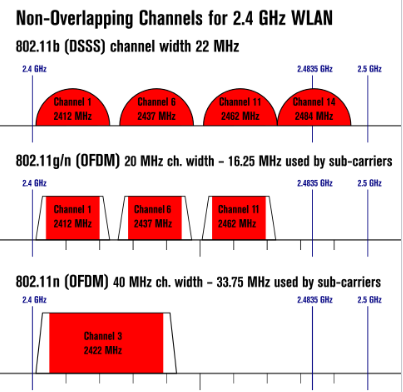 Non-Overlapping Channels for 2.4 GHz WLAN
802.11b (DSSS) channel width 22 MHz
2.4 GHz 2.4835 GHz 2.5 GHz
Channel 1 Channel 6 Channel 11 Channel 14
2412 MHz 2437 MHz 2462 MHz 2484 MHz
802.11g/n (OFDM) 20 MHz ch. width – 16.25 MHz used by sub-carriers
2.4 GHz 2.4835 GHz 2.5 GHz
Channel 1 Channel 6 Channel 11
2412 MHz 2437 MHz 2462 MHz
802.11n (OFDM) 40 MHz ch. width – 33.75 MHz used by sub-carriers
2.4 GHz 2.4835 GHz 2.5 GHz
Channel 3
2422 MHz